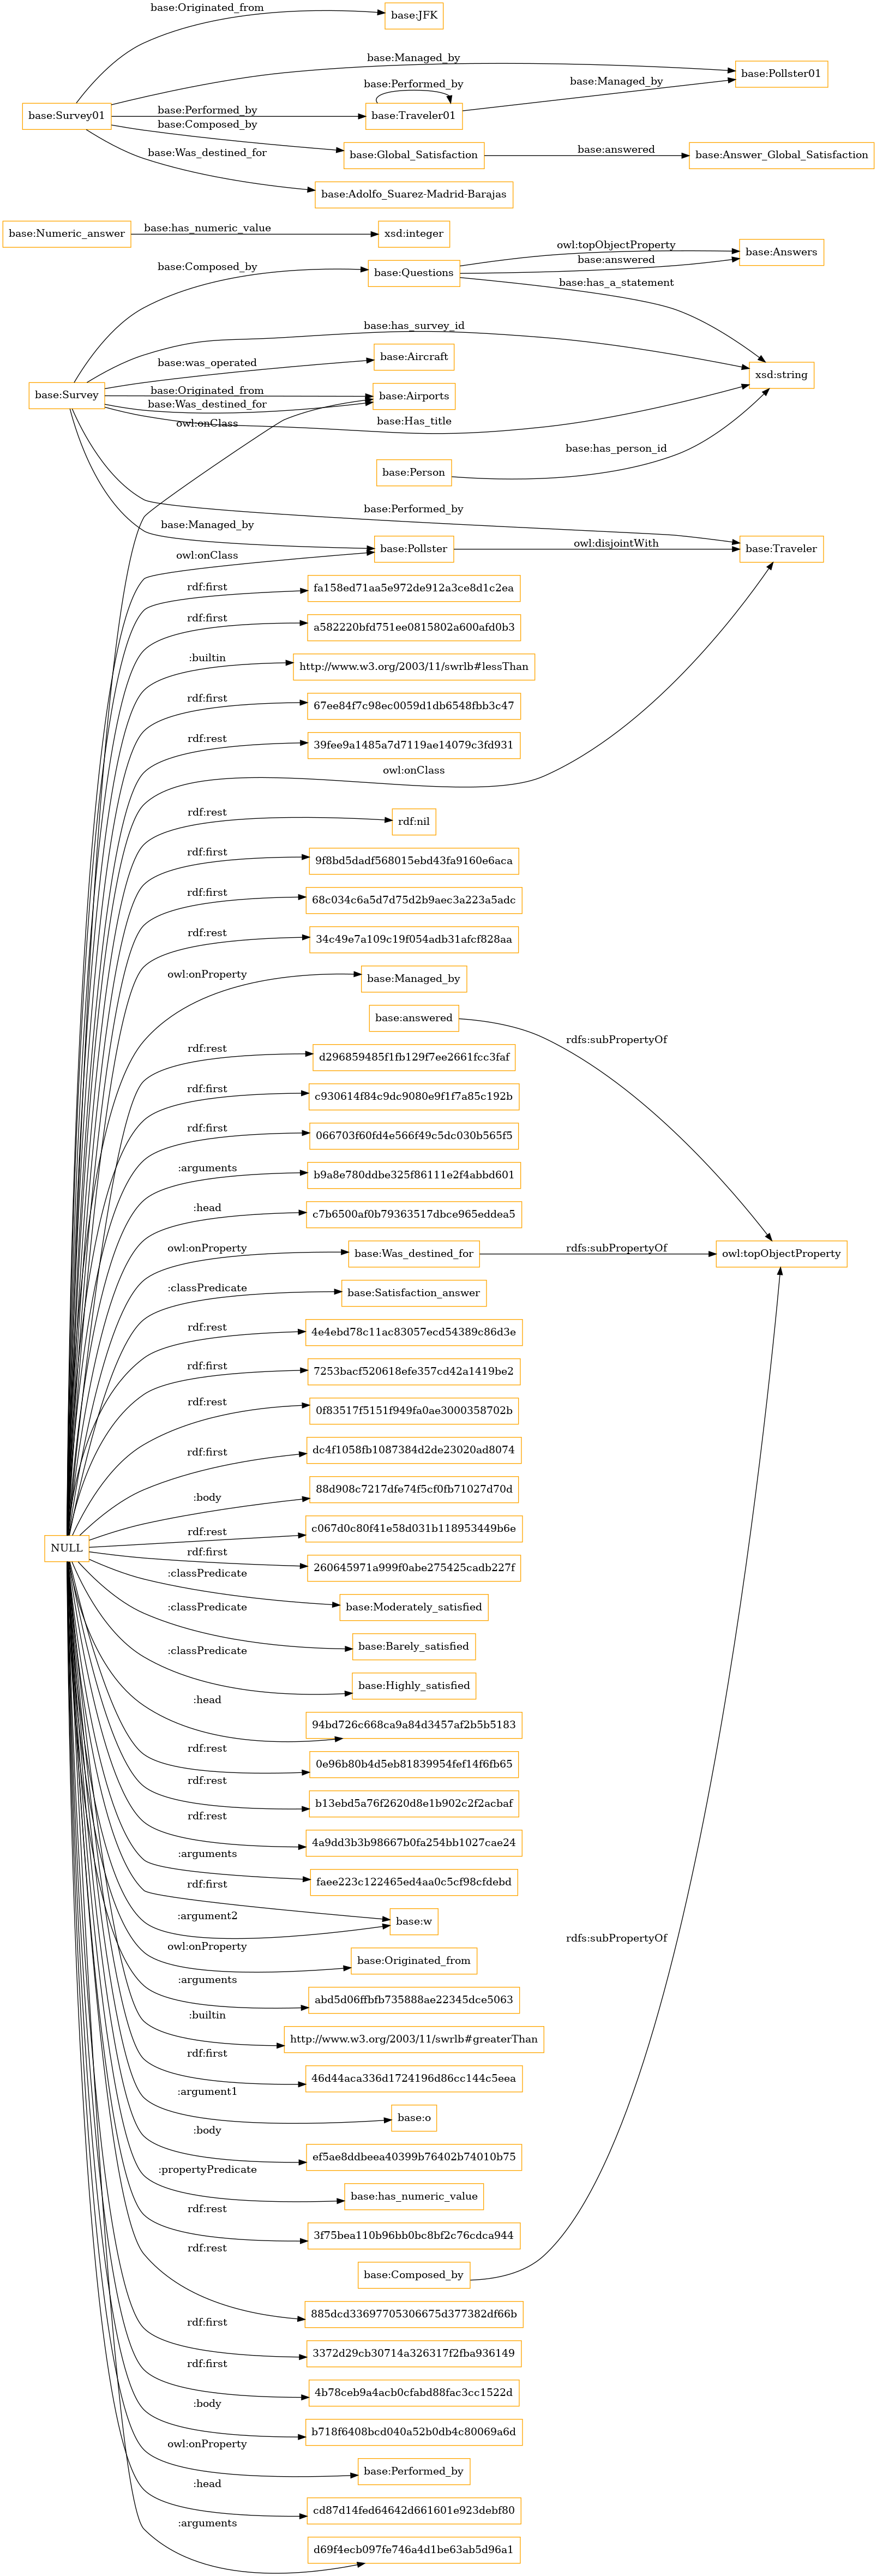 base:Originated_from
base:JFK
base:Managed_by
base:Performed_by
base:Pollster01
base:Managed_by
base:Survey01
base:Performed_by
base:Traveler01
base:Composed_by
base:Global_Satisfaction
base:answered
base:Answer_Global_Satisfaction
base:Was_destined_for
base:Adolfo_Suarez-Madrid-Barajas
base:Numeric_answer
base:has_numeric_value
xsd:integer
owl:topObjectProperty
base:Answers
base:Composed_by
base:Questions
base:answered
base:has_a_statement
base:has_survey_id
base:was_operated
base:Aircraft
xsd:string
base:Survey
base:Originated_from
base:Airports
base:Was_destined_for
owl:onClass
base:Has_title
base:has_person_id
base:Person
base:Performed_by
base:Managed_by
owl:onClass
base:Pollster
owl:disjointWith
base:Traveler
rdf:first
fa158ed71aa5e972de912a3ce8d1c2ea
rdf:first
a582220bfd751ee0815802a600afd0b3
:builtin
http://www.w3.org/2003/11/swrlb#lessThan
rdf:first
67ee84f7c98ec0059d1db6548fbb3c47
rdf:rest
39fee9a1485a7d7119ae14079c3fd931
owl:onClass
rdf:rest
rdf:nil
rdf:first
9f8bd5dadf568015ebd43fa9160e6aca
rdf:first
68c034c6a5d7d75d2b9aec3a223a5adc
rdf:rest
34c49e7a109c19f054adb31afcf828aa
owl:onProperty
base:Managed_by
base:answered
rdfs:subPropertyOf
rdf:rest
d296859485f1fb129f7ee2661fcc3faf
rdf:first
c930614f84c9dc9080e9f1f7a85c192b
rdf:first
066703f60fd4e566f49c5dc030b565f5
:arguments
b9a8e780ddbe325f86111e2f4abbd601
:head
c7b6500af0b79363517dbce965eddea5
owl:onProperty
base:Was_destined_for
rdfs:subPropertyOf
owl:topObjectProperty
:classPredicate
base:Satisfaction_answer
rdf:rest
4e4ebd78c11ac83057ecd54389c86d3e
rdf:first
7253bacf520618efe357cd42a1419be2
rdf:rest
0f83517f5151f949fa0ae3000358702b
rdf:first
dc4f1058fb1087384d2de23020ad8074
:body
88d908c7217dfe74f5cf0fb71027d70d
rdf:rest
c067d0c80f41e58d031b118953449b6e
NULL
rdf:first
260645971a999f0abe275425cadb227f
:classPredicate
base:Moderately_satisfied
:classPredicate
base:Barely_satisfied
:classPredicate
base:Highly_satisfied
:head
94bd726c668ca9a84d3457af2b5b5183
rdf:rest
0e96b80b4d5eb81839954fef14f6fb65
rdf:rest
b13ebd5a76f2620d8e1b902c2f2acbaf
rdf:rest
4a9dd3b3b98667b0fa254bb1027cae24
:arguments
faee223c122465ed4aa0c5cf98cfdebd
rdf:first
base:w
:argument2
owl:onProperty
base:Originated_from
rdfs:subPropertyOf
:arguments
abd5d06ffbfb735888ae22345dce5063
:builtin
http://www.w3.org/2003/11/swrlb#greaterThan
rdf:first
46d44aca336d1724196d86cc144c5eea
:argument1
base:o
:body
ef5ae8ddbeea40399b76402b74010b75
:propertyPredicate
base:has_numeric_value
rdf:rest
3f75bea110b96bb0bc8bf2c76cdca944
rdf:rest
base:Composed_by
885dcd33697705306675d377382df66b
rdf:first
3372d29cb30714a326317f2fba936149
rdf:first
4b78ceb9a4acb0cfabd88fac3cc1522d
:body
b718f6408bcd040a52b0db4c80069a6d
owl:onProperty
base:Performed_by
:head
cd87d14fed64642d661601e923debf80
:arguments
d69f4ecb097fe746a4d1be63ab5d96a1